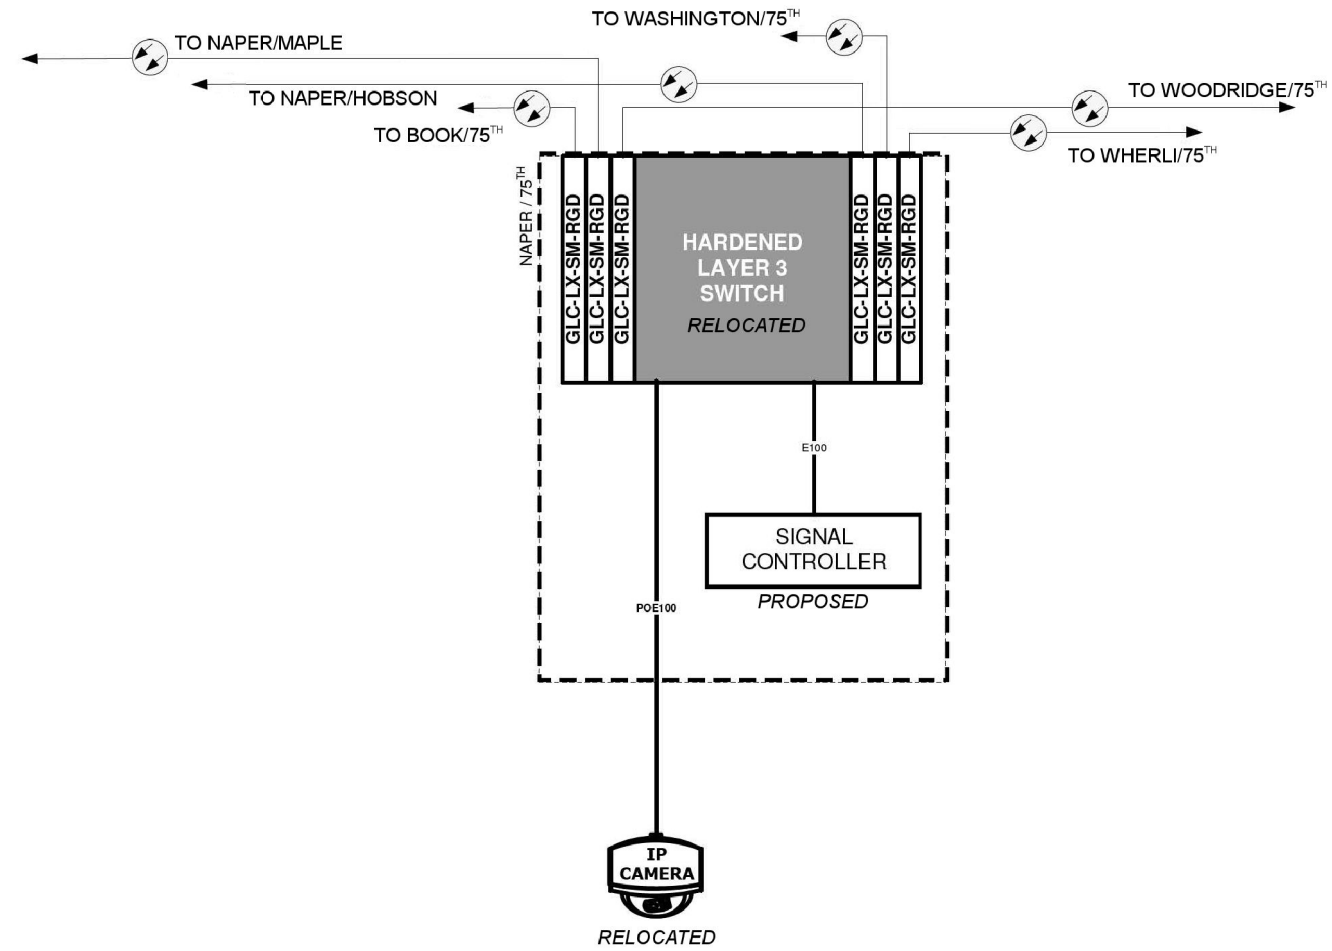 TO WASHINGTON/75TH
TO NAPER/MAPLE
TO NAPER/HOBSON
TO WOODRIDGE/75TH
TO BOOK/75TH
TO WHERLI/75TH
NAPER / 75TH
GLC-LX-SM-RGD
GLC-LX-SM-RGD
GLC-LX-SM-RGD
HARDENED
LAYER 3
SWITCH
RELOCATED
GLC-LX-SM-RGD
GLC-LX-SM-RGD
GLC-LX-SM-RGD
E100
SIGNAL
CONTROLLER
PROPOSED
POE100
IP
CAMERA
RELOCATED